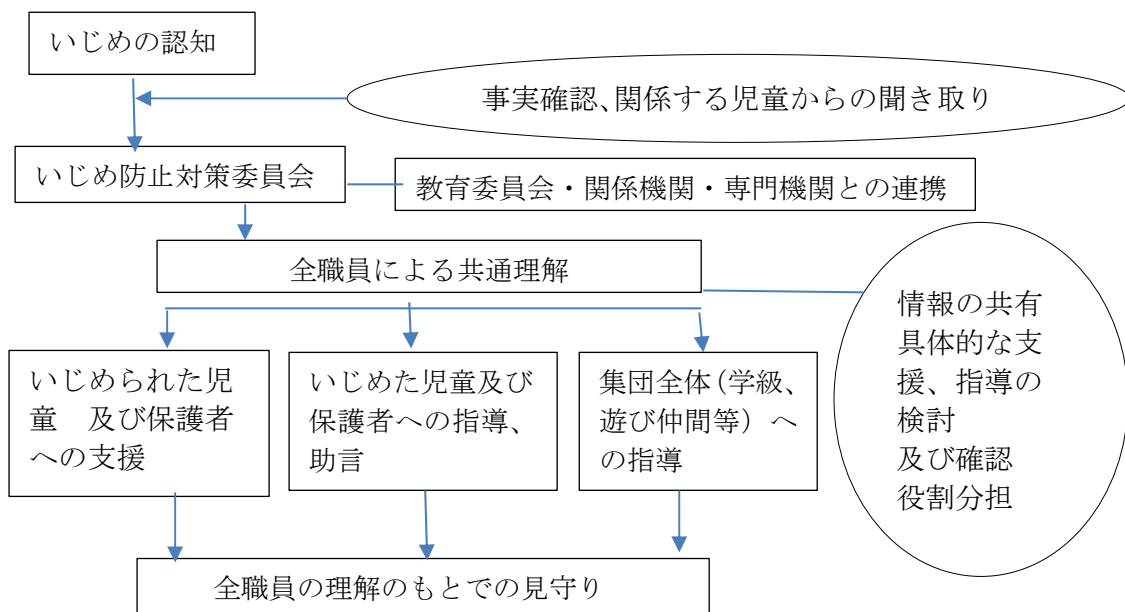 いじめの認知
事実確認、関係する児童からの聞き取り
いじめ防止対策委員会
教育委員会・関係機関・専門機関との連携
全職員による共通理解
情報の共有
具体的な支
援、指導の
検討
及び確認
役割分担
いじめられた児
童　及び保護者
への支援
いじめた児童及び
保護者への指導、
助言
集団全体(学級、
遊び仲間等）へ
の指導
全職員の理解のもとでの見守り